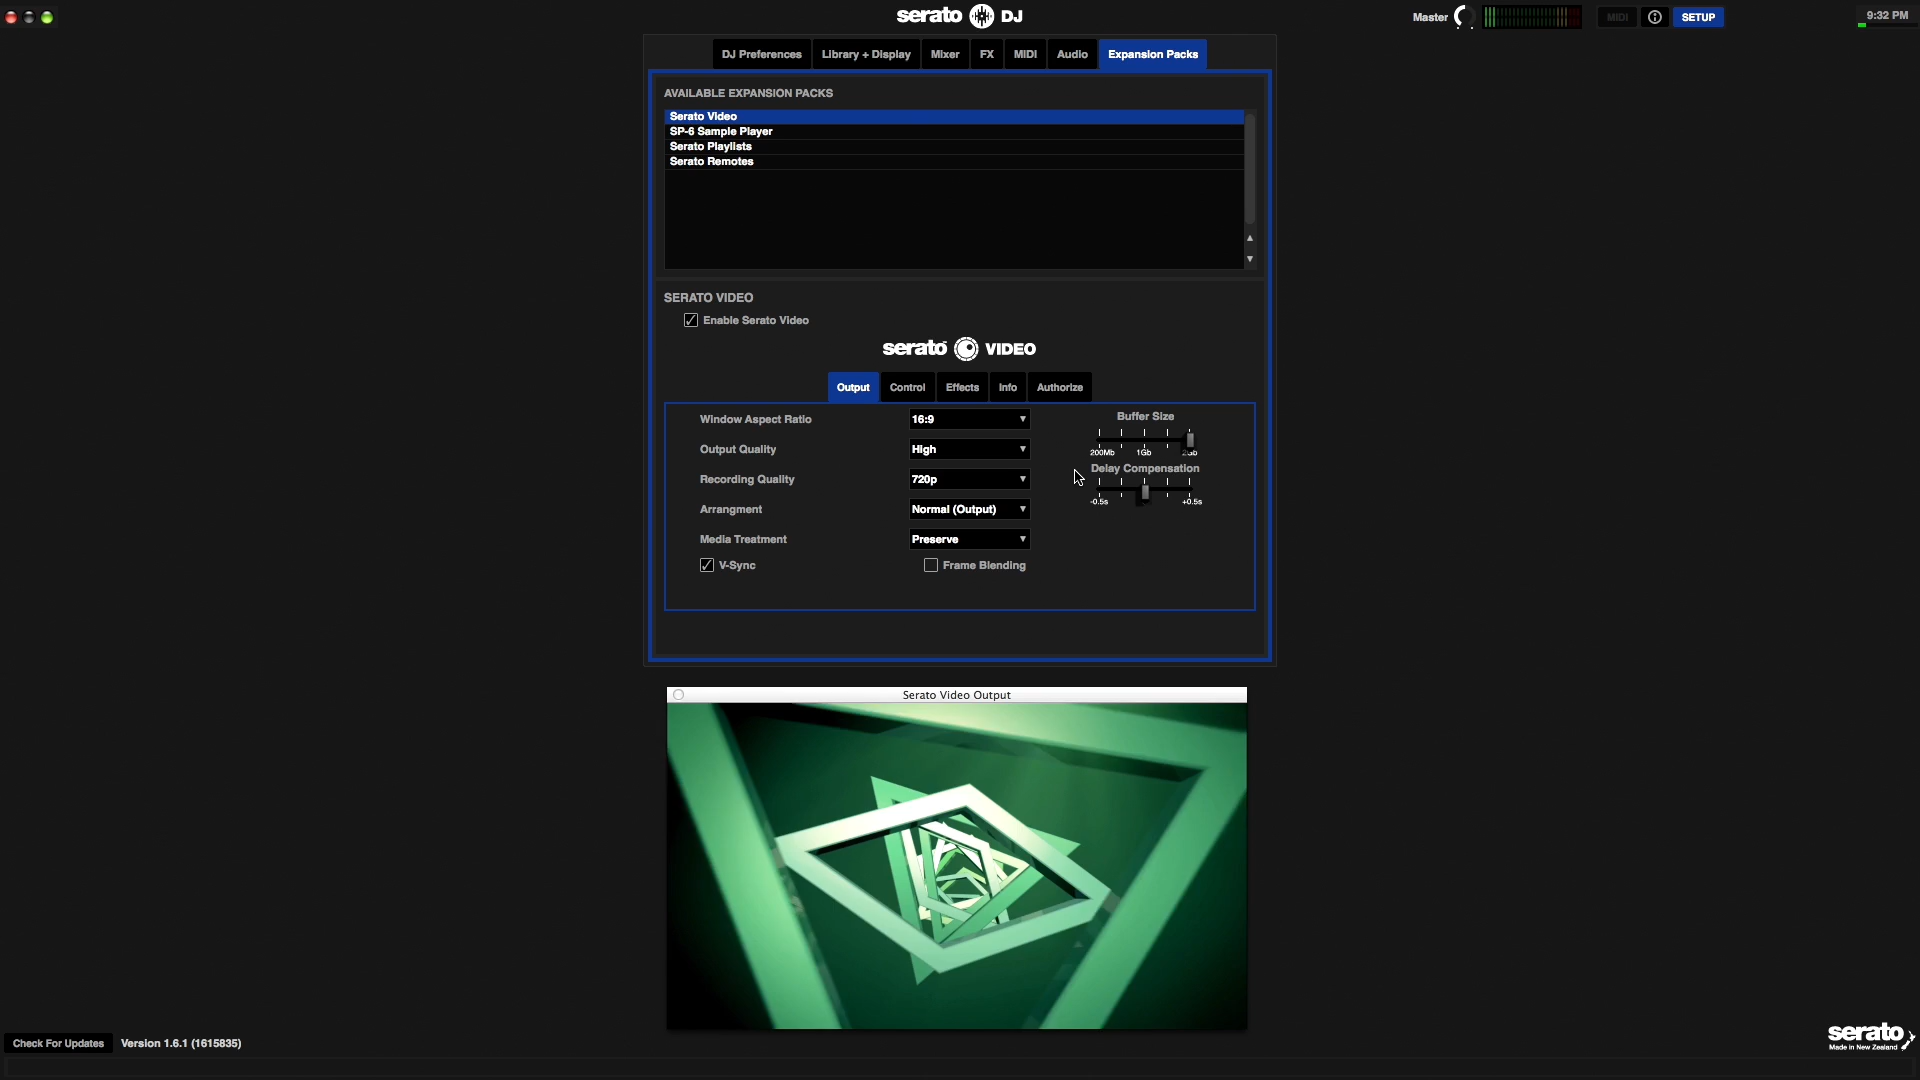 serato DJ
Master
MIDI
SETUP
9:32 PM
DJ Preferences
Library + Display
Mixer
FX
MIDI
Audio
Expansion Packs
AVAILABLE EXPANSION PACKS
Serato Video
SP-6 Sample Player
Serato Playlists
Serato Remotes
SERATO VIDEO
Enable Serato Video
serato VIDEO
Output
Control
Effects
Info
Authorize
Window Aspect Ratio
16:9
Buffer Size
Output Quality
High
200Mb 1Gb 2Gb
Delay Compensation
Recording Quality
720p
-0.5s +0.5s
Arrangment
Normal (Output)
Media Treatment
Preserve
V-Sync
Frame Blending
Serato Video Output
Check For Updates
Version 1.6.1 (1615835)
serato
Made in New Zealand